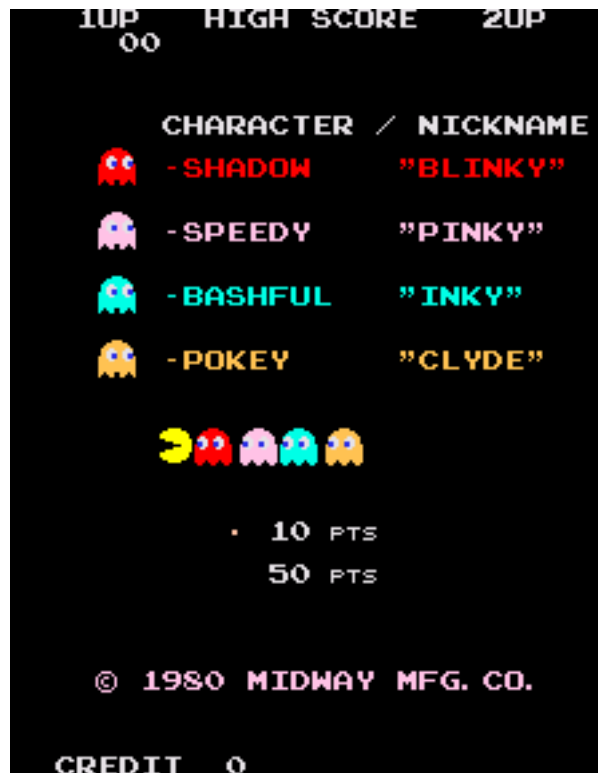 1UP HIGH SCORE 2UP
00
CHARACTER / NICKNAME
-SHADOW "BLINKY"
-SPEEDY "PINKY"
-BASHFUL "INKY"
-POKEY "CLYDE"
10 PTS
50 PTS
© 1980 MIDWAY MFG. CO.
CREDIT 0